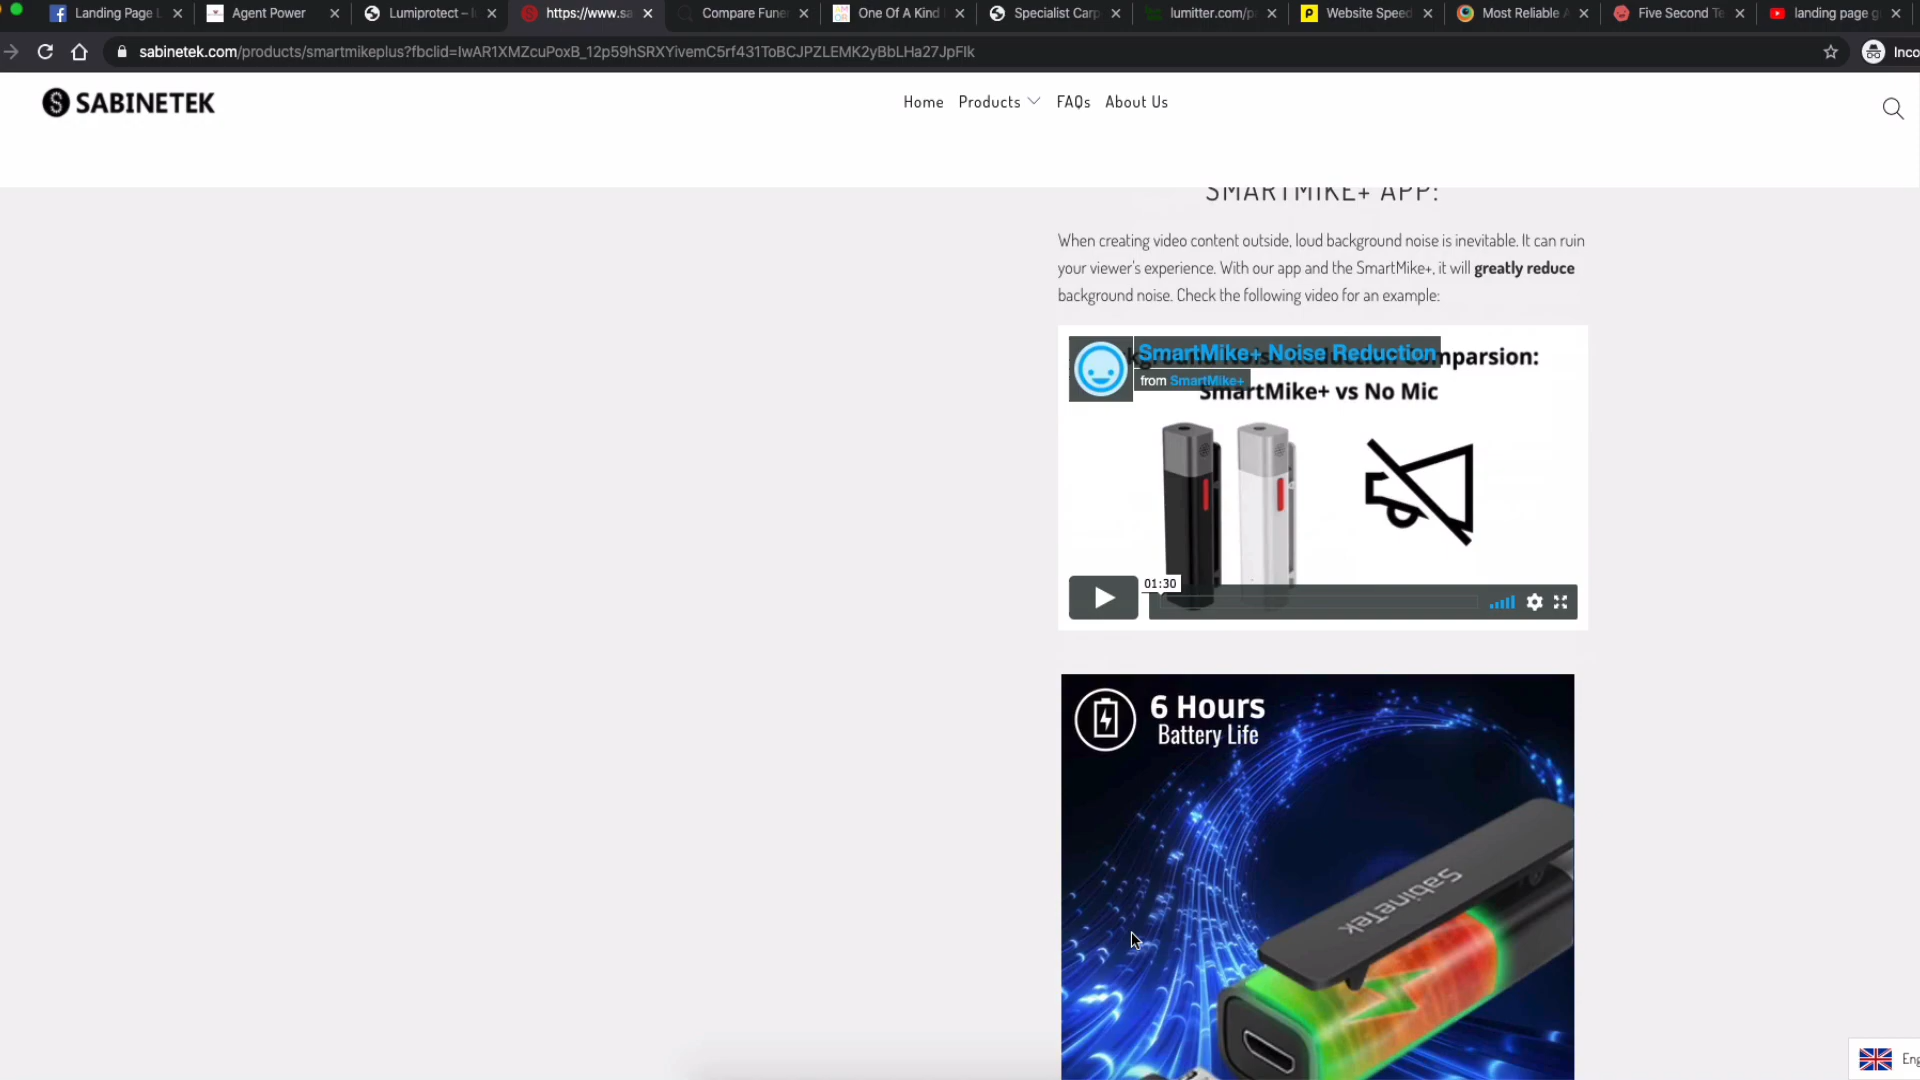 Landing Page
Agent Power
Lumiprotect –
https://www.sa
Compare Funer
One Of A Kind
Specialist Carp
lumitter.com/p
Website Speed
Most Reliable
Five Second Te
landing page g
sabinetek.com/products/smartmikeplus?fbclid=IwAR1XMZcuPoxB_12p59hSRXYivemC5rf431ToBCJPZLEMK2yBbLHa27JpFlk
Inco
SABINETEK
Home Products FAQs About Us
SMARTMIKE+ APP:
When creating video content outside, loud background noise is inevitable. It can ruin
your viewer's experience. With our app and the SmartMike+, it will greatly reduce
background noise. Check the following video for an example:
SmartMike+ Noise Reduction
mparsion:
from SmartMike+
SmartMike+ vs No Mic
01:30
6 Hours
Battery Life
SabineTek
Eng